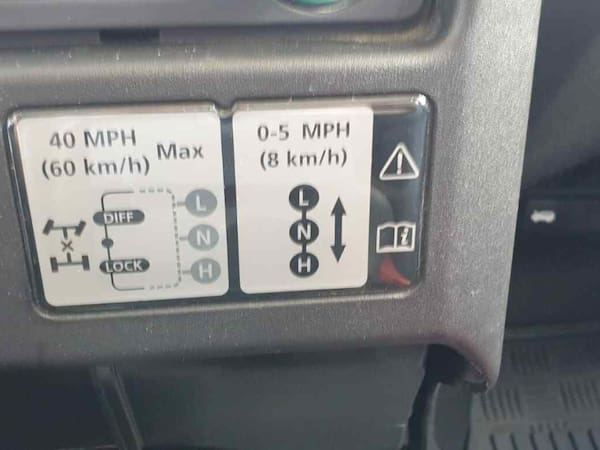 40 MPH
(60 km/h) Max
DIFF
LOCK
L
N
H
0-5 MPH
(8 km/h)
L
N
H
!
i